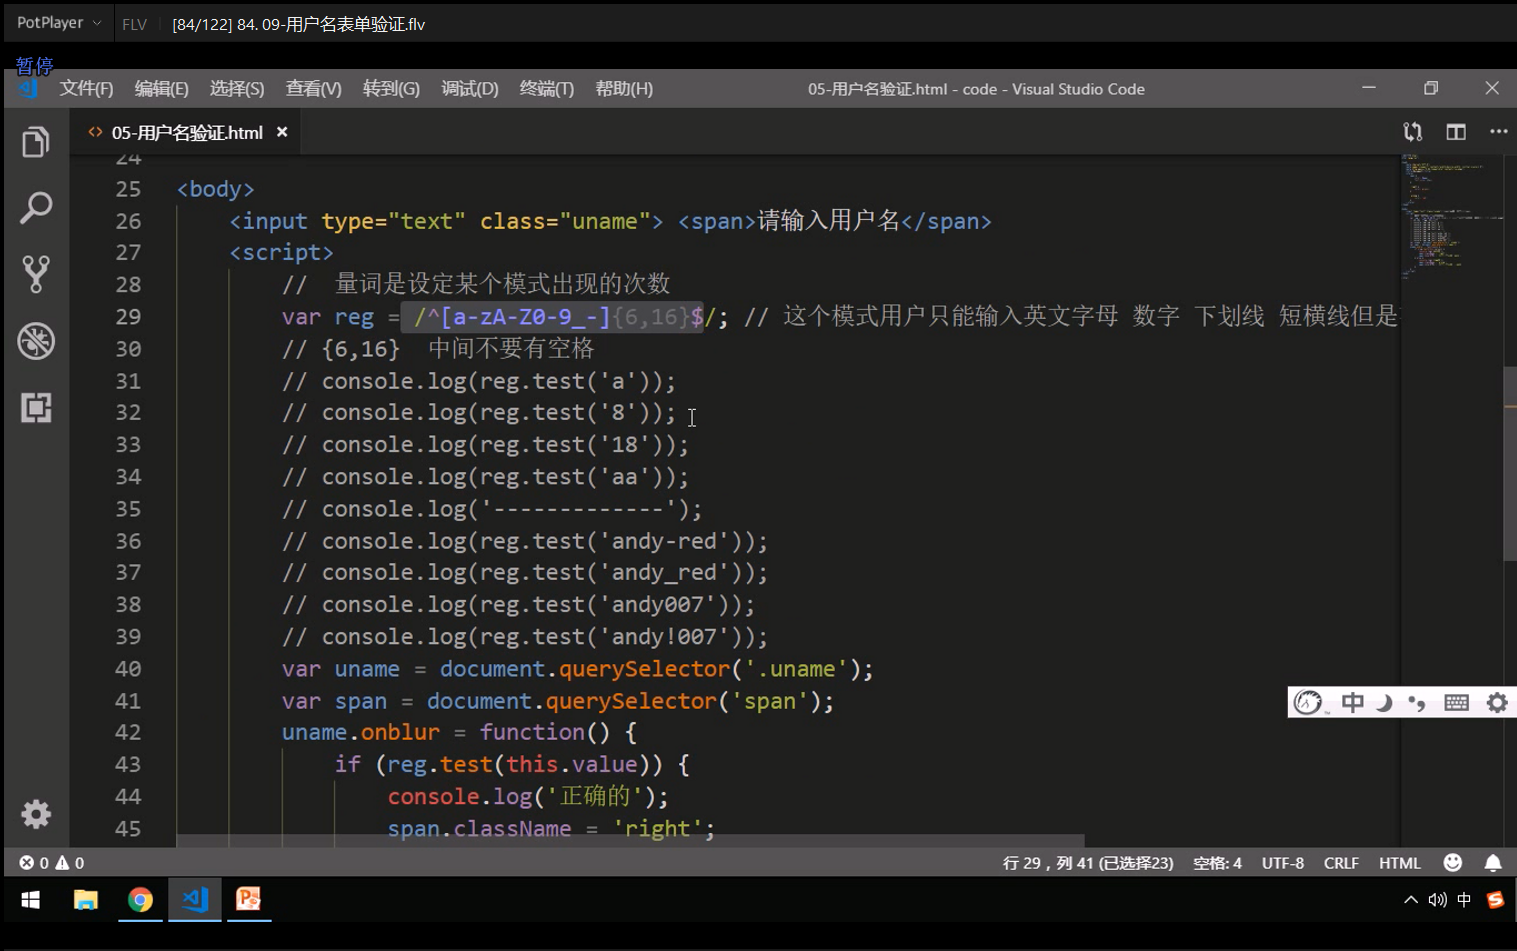 PotPlayer FLV [84/122] 84. 09-用户名表单验证.flv
暂停
文件(F) 编辑(E) 选择(S) 查看(V) 转到(G) 调试(D) 终端(T) 帮助(H) 05-用户名验证.html - code - Visual Studio Code
05-用户名验证.html
24
25 <body>
26 <input type="text" class="uname"> <span>请输入用户名</span>
27 <script>
28 // 量词是设定某个模式出现的次数
29 var reg = /^[a-zA-Z0-9_-]{6,16}$/; // 这个模式用户只能输入英文字母 数字 下划线 短横线但是
30 // {6,16} 中间不要有空格
31 // console.log(reg.test('a'));
32 // console.log(reg.test('8'));
33 // console.log(reg.test('18'));
34 // console.log(reg.test('aa'));
35 // console.log('-------------');
36 // console.log(reg.test('andy-red'));
37 // console.log(reg.test('andy_red'));
38 // console.log(reg.test('andy007'));
39 // console.log(reg.test('andy!007'));
40 var uname = document.querySelector('.uname');
41 var span = document.querySelector('span');
42 uname.onblur = function() {
43 if (reg.test(this.value)) {
44 console.log('正确的');
45 span.className = 'right';
中
0 0 行 29，列 41 (已选择23) 空格: 4 UTF-8 CRLF HTML
中